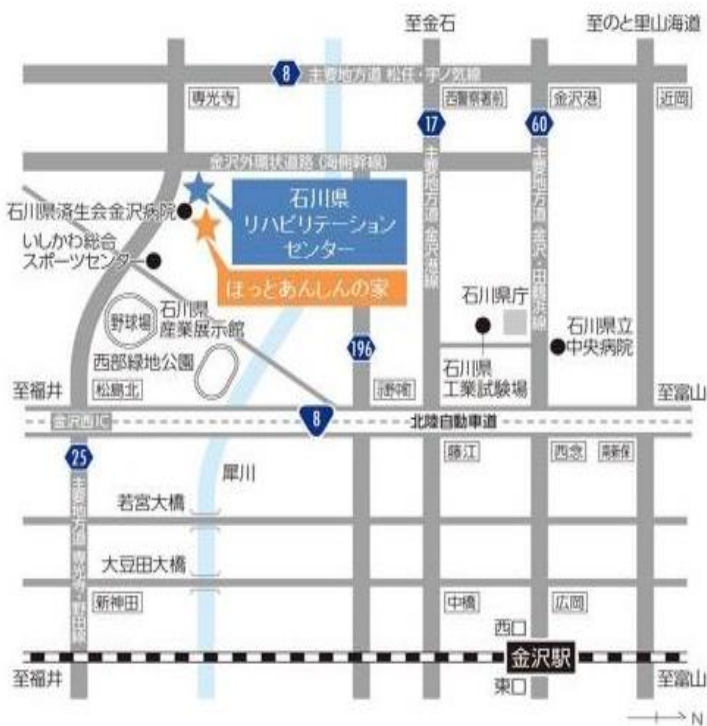 至金石
至のと里山海道
8
主要地方道 松任・宇ノ気線
専光寺
西警察署前
金沢港
近岡
17
60
金沢外環状道路(海側幹線)
石川県済生会金沢病院
石川県
リハビリテーション
センター
主要地方道 金沢港線
主要地方道 金沢・田鶴浜線
いしかわ総合
スポーツセンター
ほっとあんしんの家
石川県庁
野球場
石川県
産業展示館
196
石川県立
中央病院
西部緑地公園
石川県
工業試験場
至福井
松島北
至富山
金沢西IC
8
北陸自動車道
25
犀川
藤江
西念
南新保
主要地方道 専光寺・野田線
若宮大橋
大豆田大橋
新神田
中橋
広岡
西口
金沢駅
至福井
東口
至富山
N